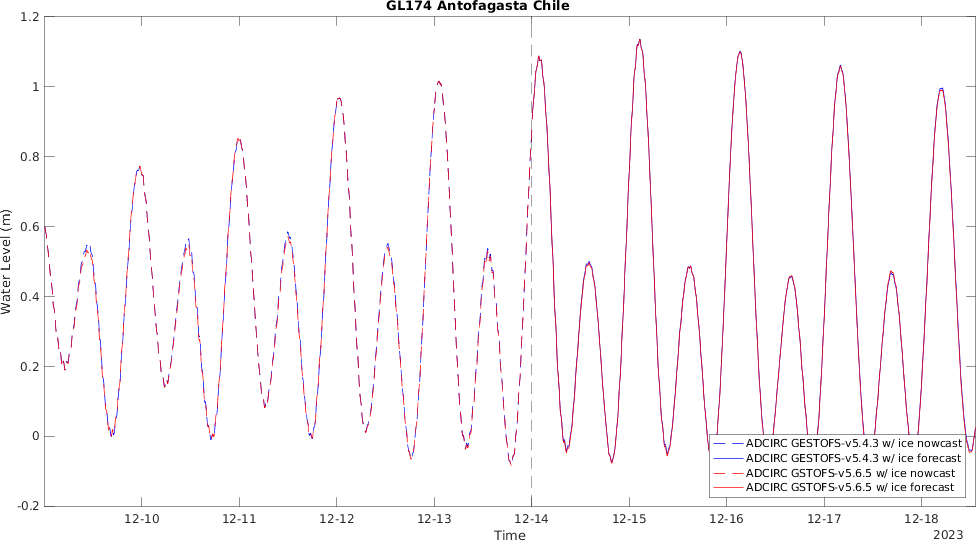 GL174 Antofagasta Chile
1.2
1
0.8
0.6
0.4
0.2
0
-0.2
Water Level (m)
ADCIRC GESTOFS-v5.4.3 w/ ice nowcast
ADCIRC GESTOFS-v5.4.3 w/ ice forecast
ADCIRC GSTOFS-v5.6.5 w/ ice nowcast
ADCIRC GSTOFS-v5.6.5 w/ ice forecast
12-10 12-11 12-12 12-13 12-14 12-15 12-16 12-17 12-18
Time
2023